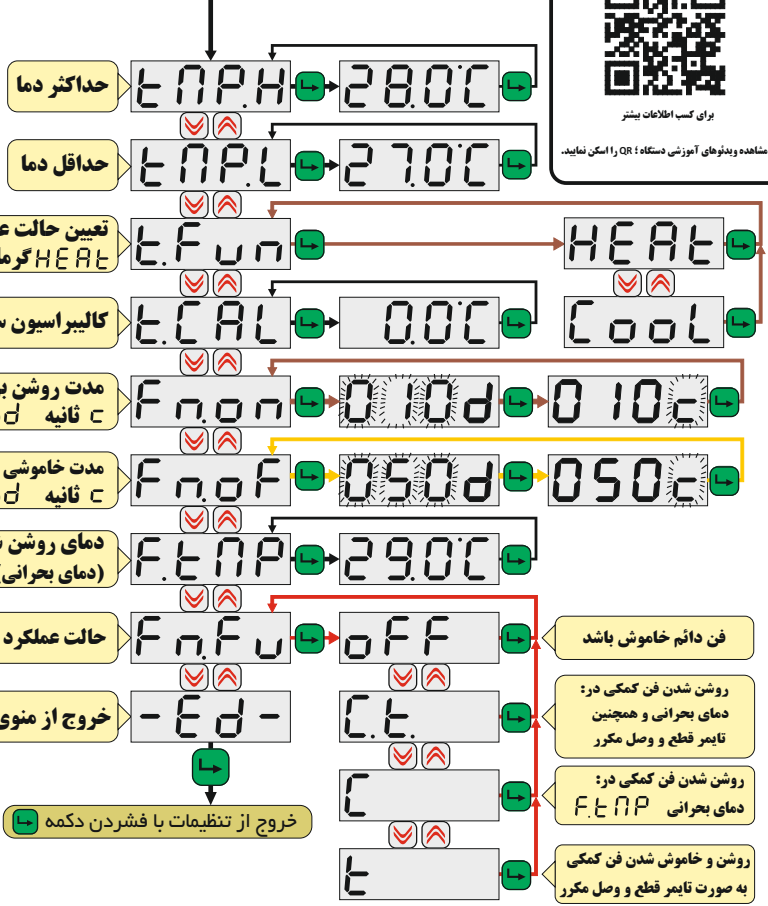 برای کسب اطلاعات بیشتر
مشاهده ویدئوهای آموزشی دستگاه ؛ QR را اسکن نمایید.
حداکثر دما
tMP.H
28.0°C
حداقل دما
tMP.L
27.0°C
تعیین حالت
HEAt
t.Fun
HEAt
CooL
کالیبراسیون
t.CAL
0.0°C
مدت روشن
c ثانیه d
Fn.on
010d
010c
مدت خاموشی
c ثانیه d
Fn.oF
050d
050c
دمای روشن
(دمای بحرانی)
F.tMP
29.0°C
حالت عملکرد
Fn.Fu
oFF
فن دائم خاموش باشد
خروج از منوی
-Ed-
C.t.
روشن شدن فن کمکی در:
دمای بحرانی و همچنین
تایمر قطع و وصل مکرر
C
روشن شدن فن کمکی در:
دمای بحرانی F.tMP
t
روشن و خاموش شدن فن کمکی
به صورت تایمر قطع و وصل مکرر
خروج از تنظیمات با فشردن دکمه